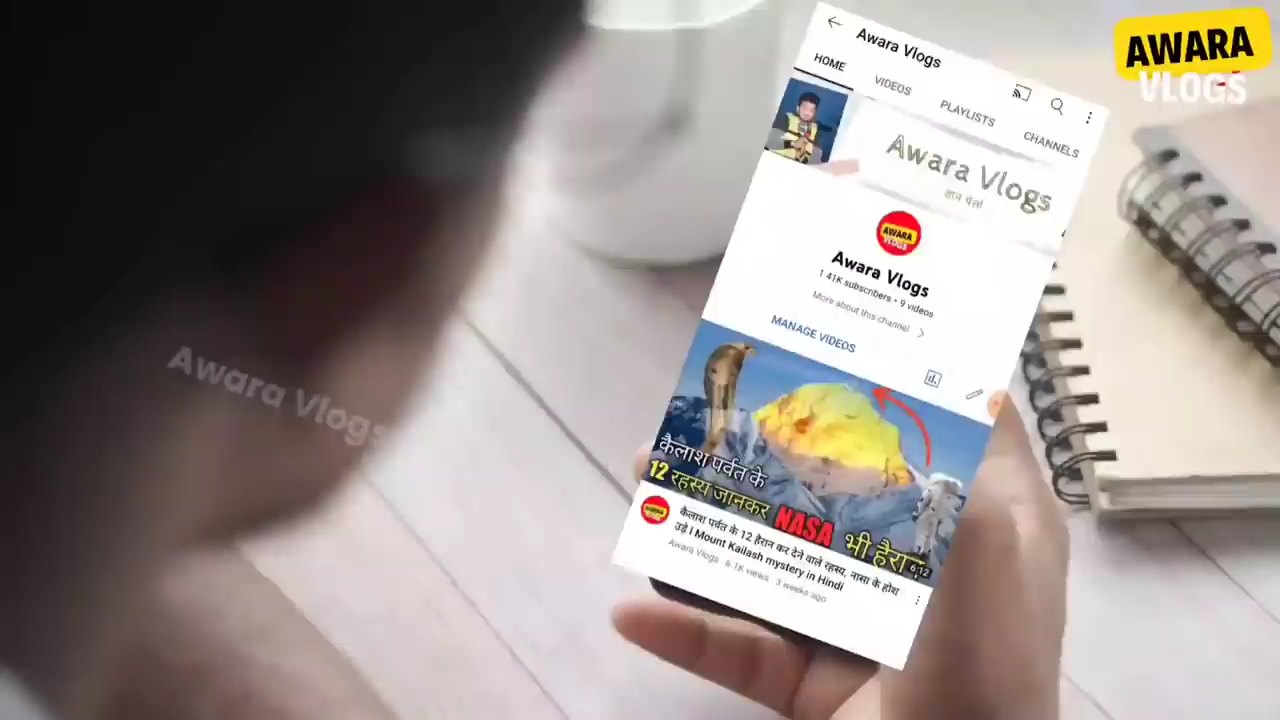 AWARA
VLOGS
Awara Vlogs
HOME
VIDEOS
PLAYLISTS
CHANNELS
Awara Vlogs
ज्ञान पेलो
AWARA
VLOGS
Awara Vlogs
1.41K subscribers • 9 videos
More about this channel
MANAGE VIDEOS
कैलाश पर्वत के
12 रहस्य जानकर NASA भी हैरान
6:12
कैलाश पर्वत के 12 हैरान कर देने वाले रहस्य, नासा के होश
उड़े I Mount Kailash mystery in Hindi
Awara Vlogs · 6.1K views · 3 weeks ago
Awara Vlogs